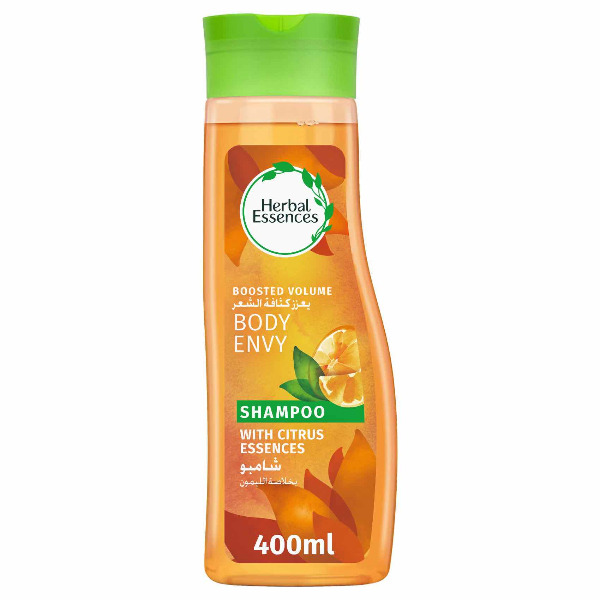 Herbal
Essences
BOOSTED VOLUME
يعزز كثافة الشعر
BODY
ENVY
SHAMPOO
WITH CITRUS
ESSENCES
شامبو
بخلاصة الليمون
400ml